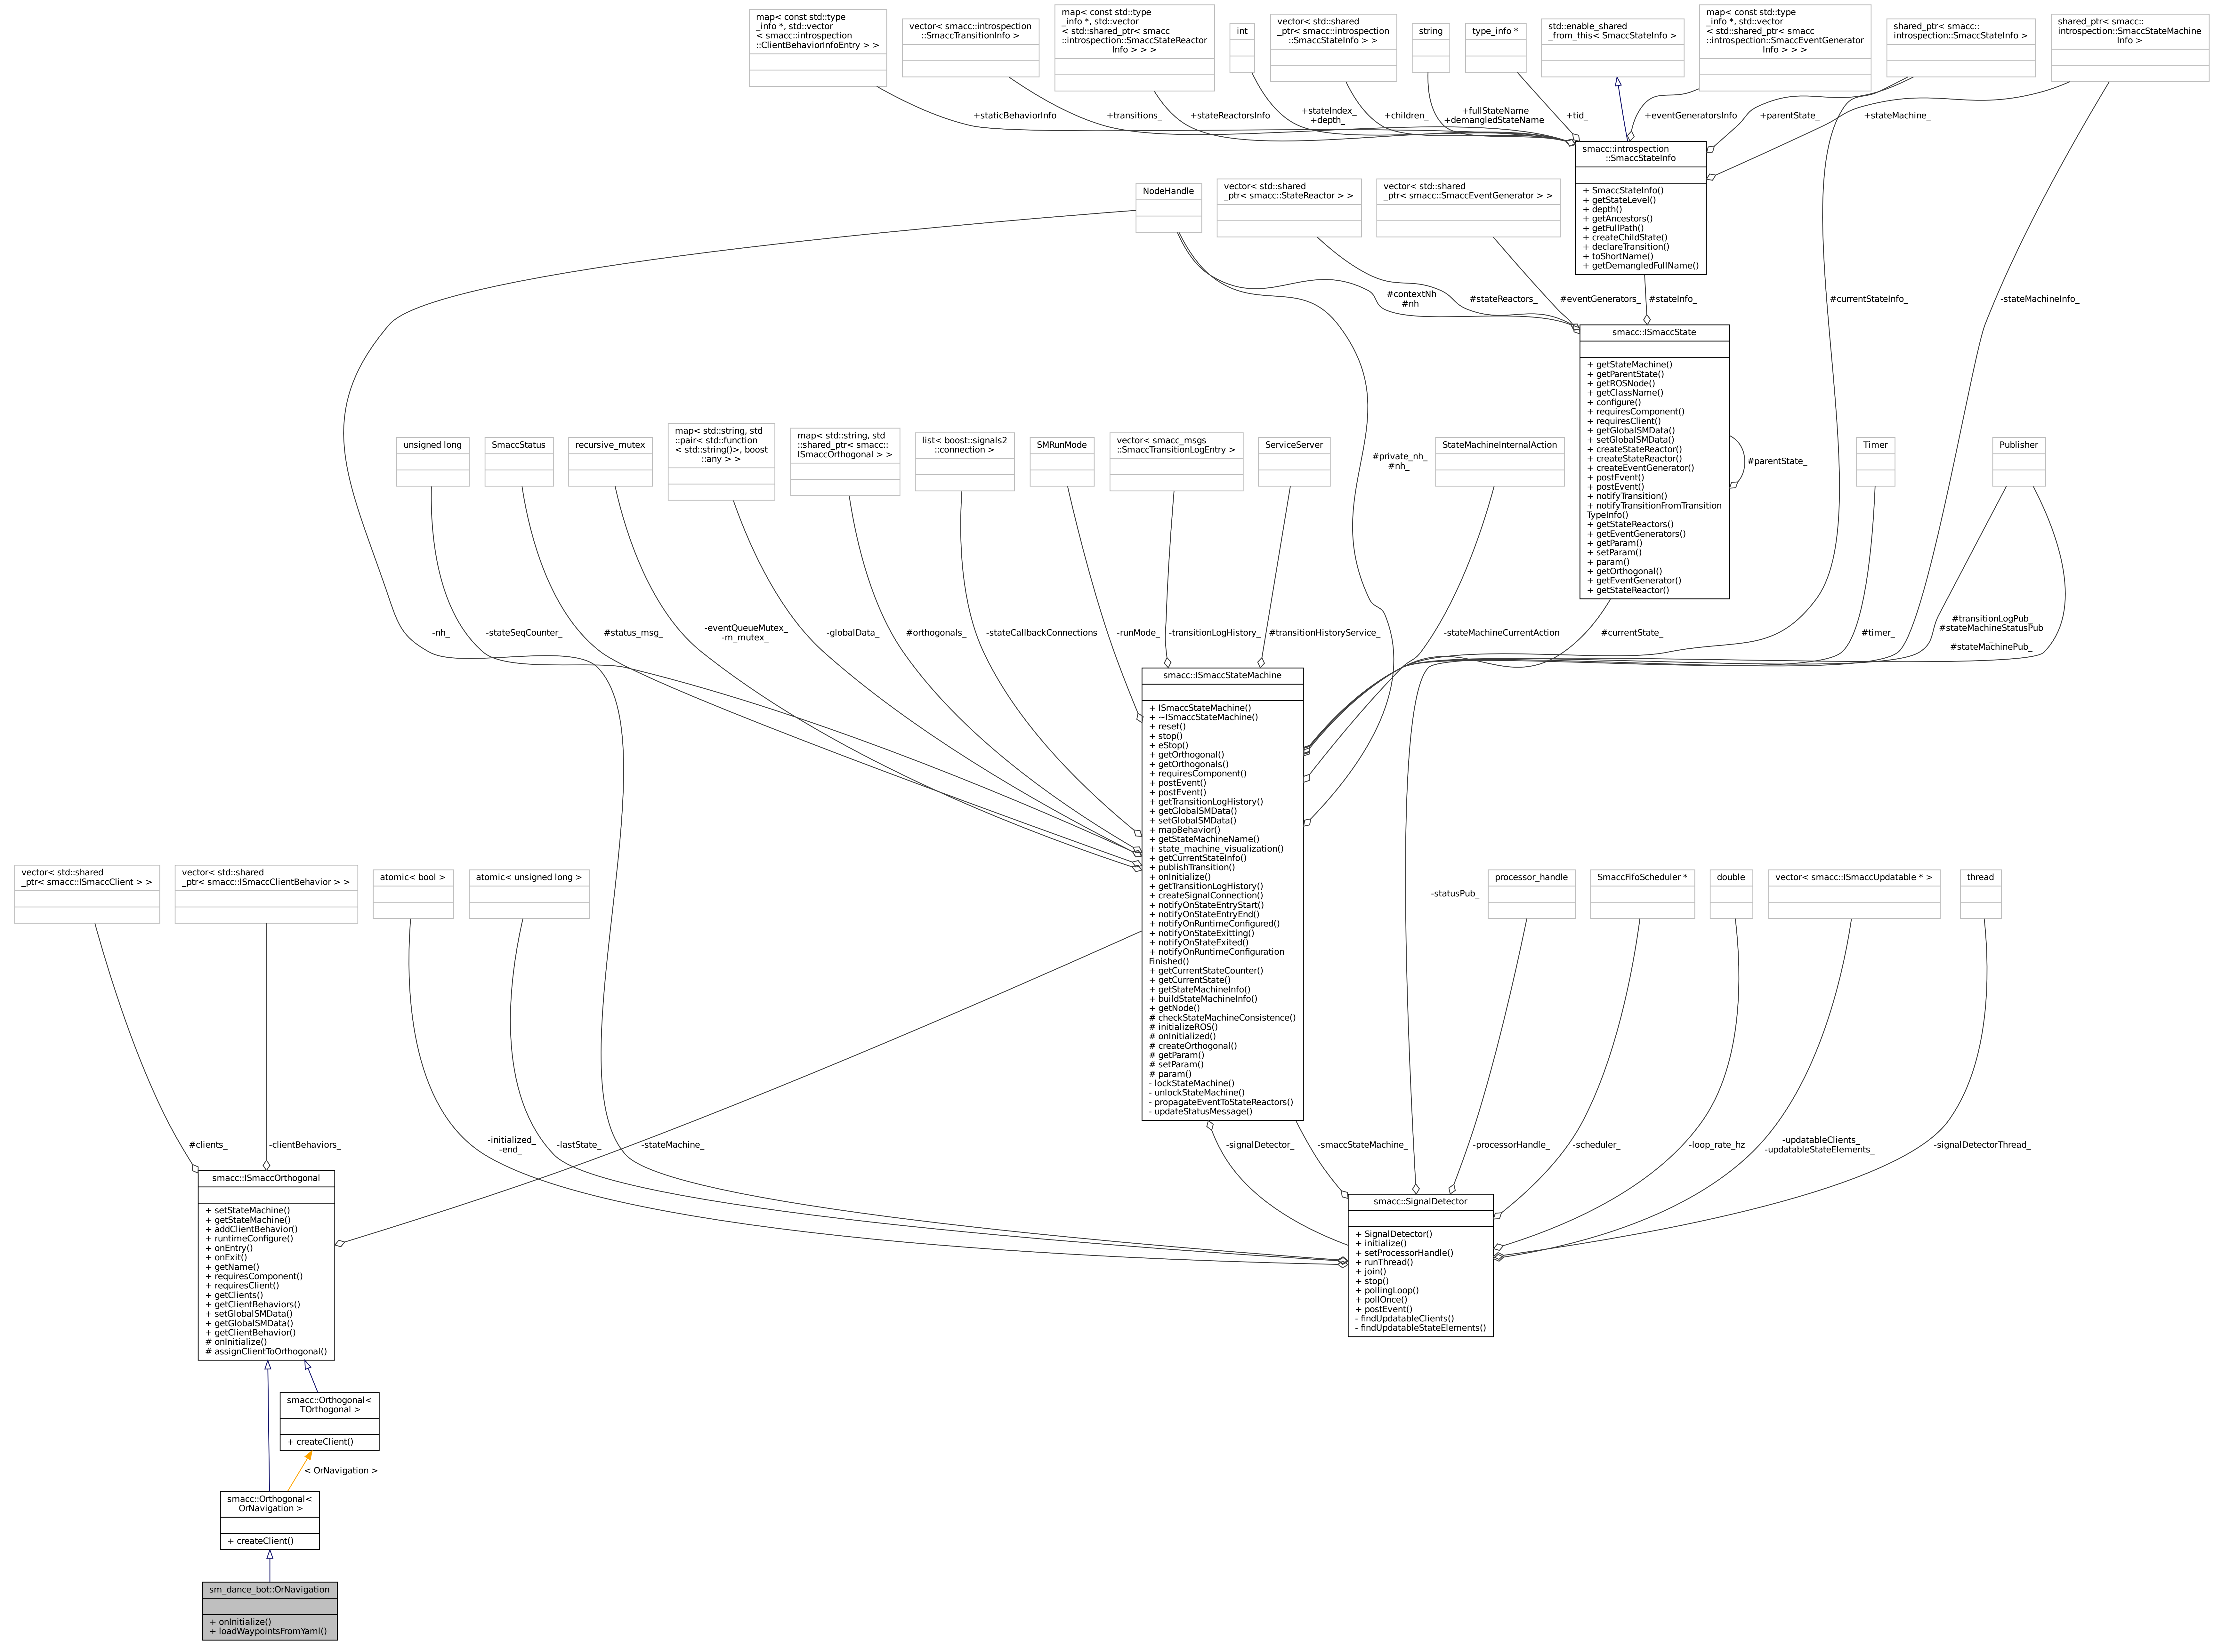 map< const std::type
_info *, std::vector
< smacc::introspection
::ClientBehaviorInfoEntry > >
vector< smacc::introspection
::SmaccTransitionInfo >
map< const std::type
_info *, std::vector
< std::shared_ptr< smacc
::introspection::SmaccStateReactor
Info > > >
int
vector< std::shared
_ptr< smacc::introspection
::SmaccStateInfo > >
string
type_info *
std::enable_shared
_from_this< SmaccStateInfo >
map< const std::type
_info *, std::vector
< std::shared_ptr< smacc
::introspection::SmaccEventGenerator
Info > > >
shared_ptr< smacc::
introspection::SmaccStateInfo >
shared_ptr< smacc::
introspection::SmaccStateMachine
Info >
+staticBehaviorInfo
+transitions_
+stateReactorsInfo
+stateIndex_
+depth_
+children_
+fullStateName
+demangledStateName
+tid_
+eventGeneratorsInfo
+parentState_
+stateMachine_
smacc::introspection
::SmaccStateInfo
+ SmaccStateInfo()
+ getStateLevel()
+ depth()
+ getAncestors()
+ getFullPath()
+ createChildState()
+ declareTransition()
+ toShortName()
+ getDemangledFullName()
NodeHandle
vector< std::shared
_ptr< smacc::StateReactor > >
vector< std::shared
_ptr< smacc::SmaccEventGenerator > >
#contextNh
#nh
#stateReactors_
#eventGenerators_
#stateInfo_
#currentStateInfo_
-stateMachineInfo_
smacc::ISmaccState
+ getStateMachine()
+ getParentState()
+ getROSNode()
+ getClassName()
+ configure()
+ requiresComponent()
+ requiresClient()
+ getGlobalSMData()
+ setGlobalSMData()
+ createStateReactor()
+ createStateReactor()
+ createEventGenerator()
+ postEvent()
+ postEvent()
+ notifyTransition()
+ notifyTransitionFromTransition
TypeInfo()
+ getStateReactors()
+ getEventGenerators()
+ getParam()
+ setParam()
+ param()
+ getOrthogonal()
+ getEventGenerator()
+ getStateReactor()
#parentState_
unsigned long
SmaccStatus
recursive_mutex
map< std::string, std
::pair< std::function
< std::string()>, boost
::any > >
map< std::string, std
::shared_ptr< smacc::
ISmaccOrthogonal > >
list< boost::signals2
::connection >
SMRunMode
vector< smacc_msgs
::SmaccTransitionLogEntry >
ServiceServer
#private_nh_
#nh_
StateMachineInternalAction
Timer
Publisher
-nh_
-stateSeqCounter_
#status_msg_
-eventQueueMutex_
-m_mutex_
-globalData_
#orthogonals_
-stateCallbackConnections
-runMode_
-transitionLogHistory_
#transitionHistoryService_
-stateMachineCurrentAction
#currentState_
#timer_
#transitionLogPub_
#stateMachineStatusPub
_
#stateMachinePub_
smacc::ISmaccStateMachine
+ ISmaccStateMachine()
+ ~ISmaccStateMachine()
+ reset()
+ stop()
+ eStop()
+ getOrthogonal()
+ getOrthogonals()
+ requiresComponent()
+ postEvent()
+ postEvent()
+ getTransitionLogHistory()
+ getGlobalSMData()
+ setGlobalSMData()
+ mapBehavior()
+ getStateMachineName()
+ state_machine_visualization()
+ getCurrentStateInfo()
+ publishTransition()
+ onInitialize()
+ getTransitionLogHistory()
+ createSignalConnection()
+ notifyOnStateEntryStart()
+ notifyOnStateEntryEnd()
+ notifyOnRuntimeConfigured()
+ notifyOnStateExitting()
+ notifyOnStateExited()
+ notifyOnRuntimeConfiguration
Finished()
+ getCurrentStateCounter()
+ getCurrentState()
+ getStateMachineInfo()
+ buildStateMachineInfo()
+ getNode()
# checkStateMachineConsistence()
# initializeROS()
# onInitialized()
# createOrthogonal()
# getParam()
# setParam()
# param()
- lockStateMachine()
- unlockStateMachine()
- propagateEventToStateReactors()
- updateStatusMessage()
vector< std::shared
_ptr< smacc::ISmaccClient > >
vector< std::shared
_ptr< smacc::ISmaccClientBehavior > >
atomic< bool >
atomic< unsigned long >
-statusPub_
processor_handle
SmaccFifoScheduler *
double
vector< smacc::ISmaccUpdatable * >
thread
#clients_
-clientBehaviors_
-initialized_
-end_
-lastState_
-stateMachine_
-signalDetector_
-smaccStateMachine_
-processorHandle_
-scheduler_
-loop_rate_hz
-updatableClients_
-updatableStateElements_
-signalDetectorThread_
smacc::ISmaccOrthogonal
+ setStateMachine()
+ getStateMachine()
+ addClientBehavior()
+ runtimeConfigure()
+ onEntry()
+ onExit()
+ getName()
+ requiresComponent()
+ requiresClient()
+ getClients()
+ getClientBehaviors()
+ setGlobalSMData()
+ getGlobalSMData()
+ getClientBehavior()
# onInitialize()
# assignClientToOrthogonal()
smacc::SignalDetector
+ SignalDetector()
+ initialize()
+ setProcessorHandle()
+ runThread()
+ join()
+ stop()
+ pollingLoop()
+ pollOnce()
+ postEvent()
- findUpdatableClients()
- findUpdatableStateElements()
smacc::Orthogonal<
TOrthogonal >
+ createClient()
< OrNavigation >
smacc::Orthogonal<
OrNavigation >
+ createClient()
sm_dance_bot::OrNavigation
+ onInitialize()
+ loadWaypointsFromYaml()